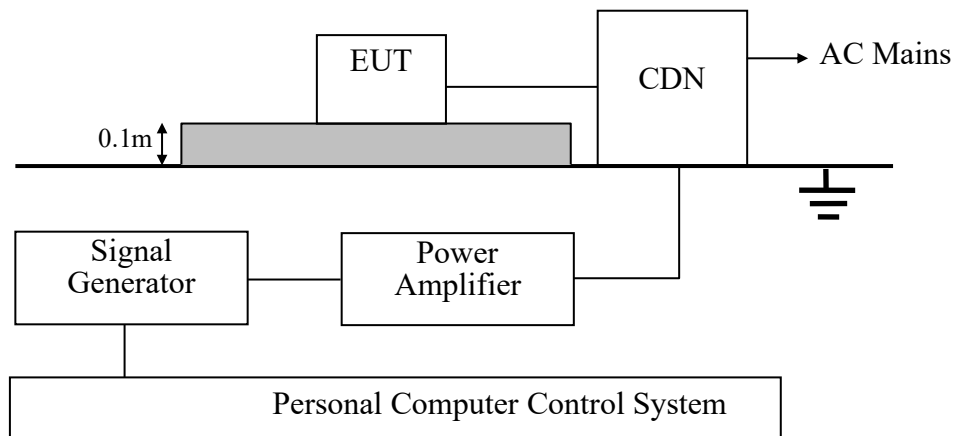 EUT
CDN
AC Mains
0.1m
Signal
Generator
Power
Amplifier
Personal Computer Control System